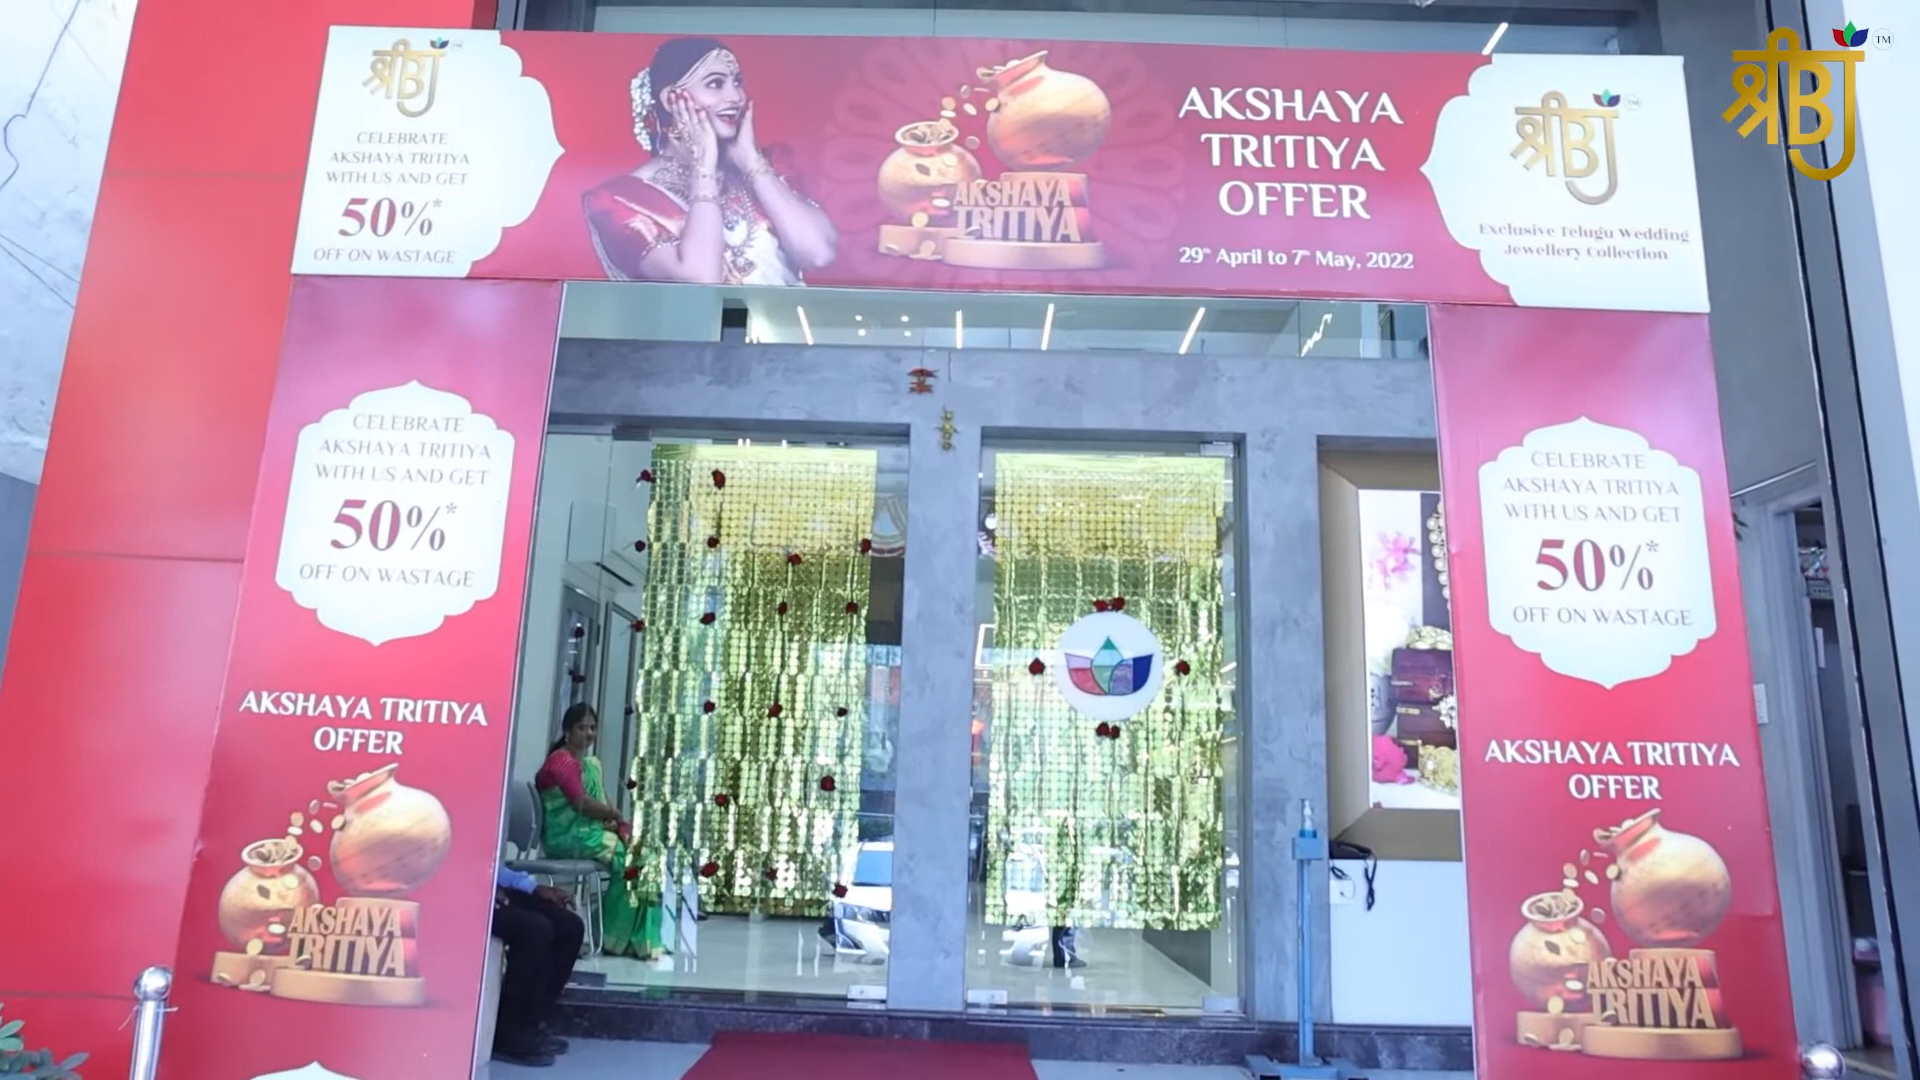 श्रीBJ TM
CELEBRATE
AKSHAYA TRITIYA
WITH US AND GET
50%*
OFF ON WASTAGE
AKSHAYA
TRITIYA
AKSHAYA
TRITIYA
OFFER
29th April to 7th May, 2022
श्रीBJ TM
Exclusive Telugu Wedding
Jewellery Collection
श्रीBJ TM
CELEBRATE
AKSHAYA TRITIYA
WITH US AND GET
50%*
OFF ON WASTAGE
AKSHAYA TRITIYA
OFFER
AKSHAYA
TRITIYA
CELEBRATE
AKSHAYA TRITIYA
WITH US AND GET
50%*
OFF ON WASTAGE
AKSHAYA TRITIYA
OFFER
AKSHAYA
TRITIYA